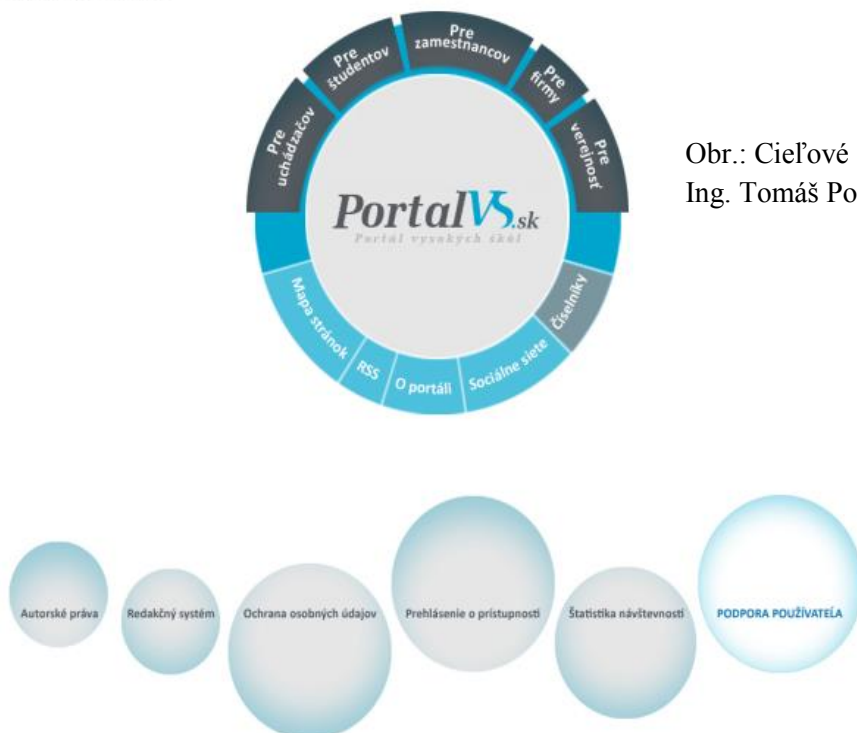 Pre
uchádzačov
Pre
študentov
Pre
zamestnancov
Pre
firmy
Pre
verejnosť
PortalVS.sk
Portál vysokých škôl
Mapa stránok
RSS
O portáli
Sociálne siete
Číselníky
Obr.: Cieľové
Ing. Tomáš Po
Autorské práva
Redakčný systém
Ochrana osobných údajov
Prehlásenie o prístupnosti
Štatistika návštevnosti
PODPORA POUŽÍVATEĽA